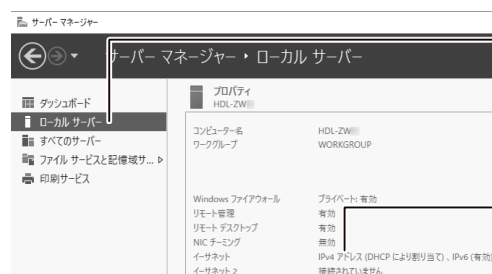 サーバー マネージャー
サーバー マネージャー・ローカル サーバー
ダッシュボード
ローカル サーバー
すべてのサーバー
ファイル サービスと記憶域サ...
印刷サービス
プロパティ
HDL-ZW
コンピューター名 HDL-ZW
ワークグループ WORKGROUP
Windows ファイアウォール プライベート: 有効
リモート管理 有効
リモート デスクトップ 有効
NIC チーミング 無効
イーサネット IPv4 アドレス (DHCP により割り当て)、IPv6 (有効)
イーサネット 2 接続されていません